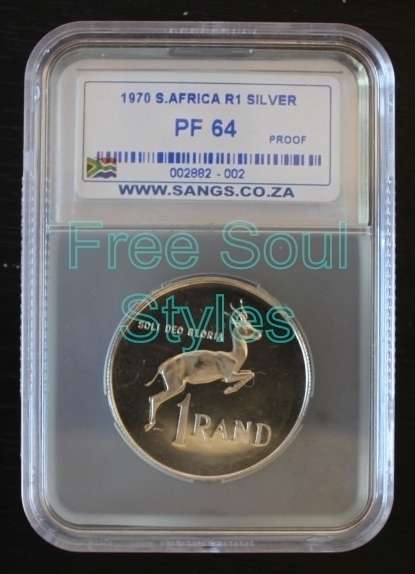 1970 S.AFRICA R1 SILVER
PF 64
PROOF
002882 - 002
WWW.SANGS.CO.ZA
Free Soul
Styles
SOLI DEO GLORIA
1 RAND